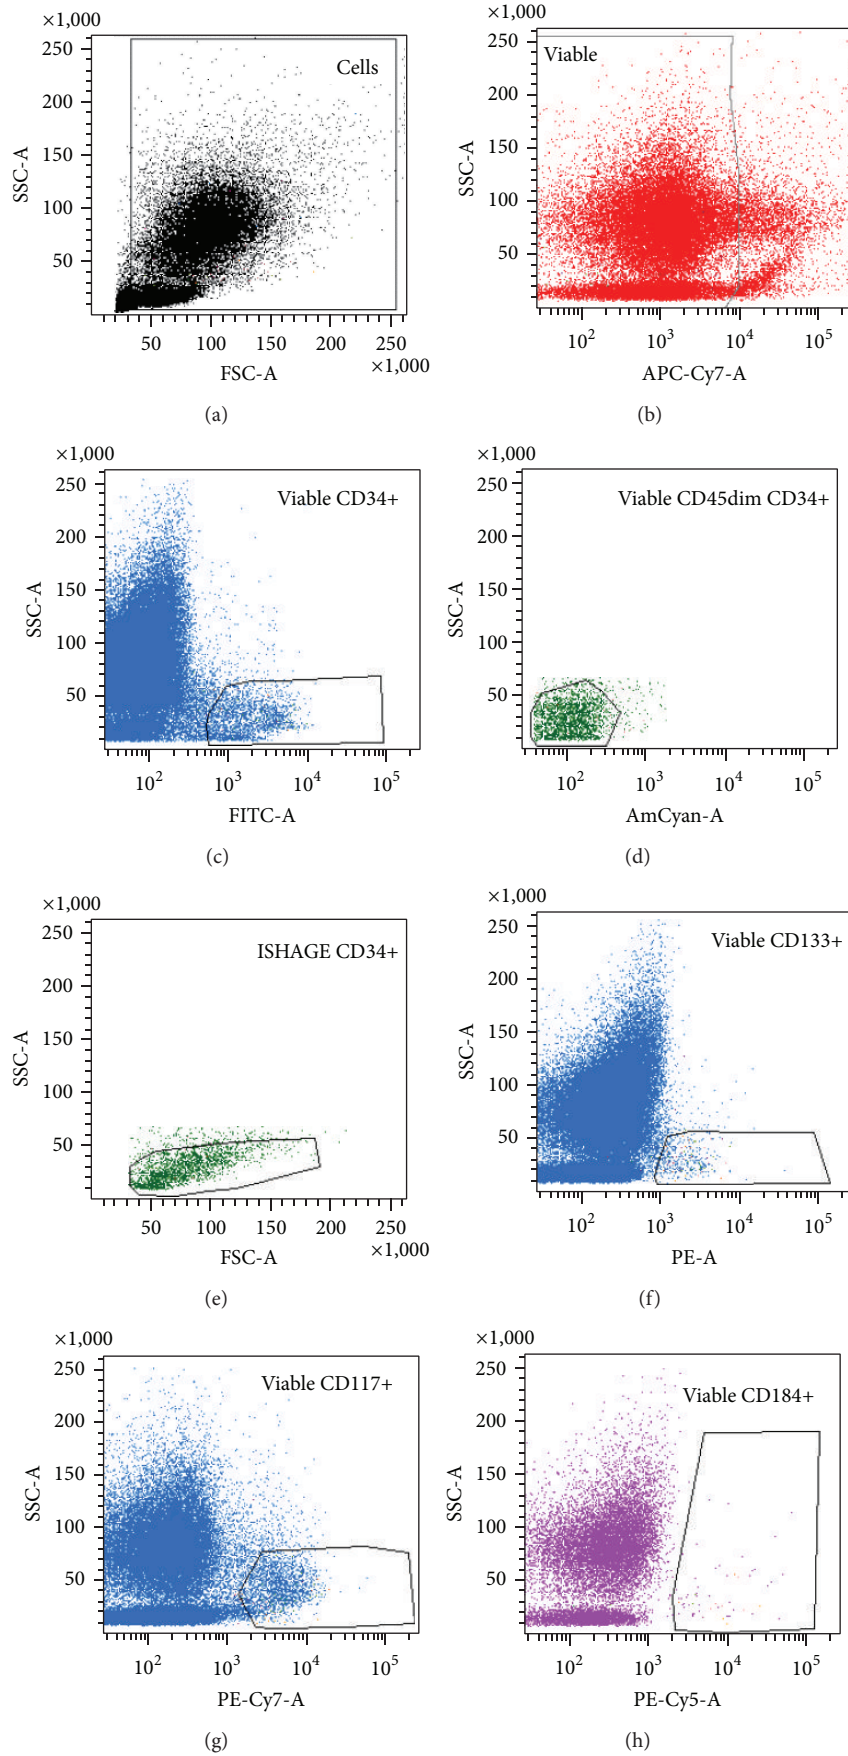 ×1,000
250
200
150
100
50
SSC-A
Cells
50 100 150 200 250
FSC-A ×1,000
(a)
×1,000
250
200
150
100
50
SSC-A
Viable
10² 10³ 10⁴ 10⁵
APC-Cy7-A
(b)
×1,000
250
200
150
100
50
SSC-A
Viable CD34+
10² 10³ 10⁴ 10⁵
FITC-A
(c)
×1,000
250
200
150
100
50
SSC-A
Viable CD45dim CD34+
10² 10³ 10⁴ 10⁵
AmCyan-A
(d)
×1,000
250
200
150
100
50
SSC-A
ISHAGE CD34+
50 100 150 200 250
FSC-A ×1,000
(e)
×1,000
250
200
150
100
50
SSC-A
Viable CD133+
10² 10³ 10⁴ 10⁵
PE-A
(f)
×1,000
250
200
150
100
50
SSC-A
Viable CD117+
10² 10³ 10⁴ 10⁵
PE-Cy7-A
(g)
×1,000
250
200
150
100
50
SSC-A
Viable CD184+
10² 10³ 10⁴ 10⁵
PE-Cy5-A
(h)